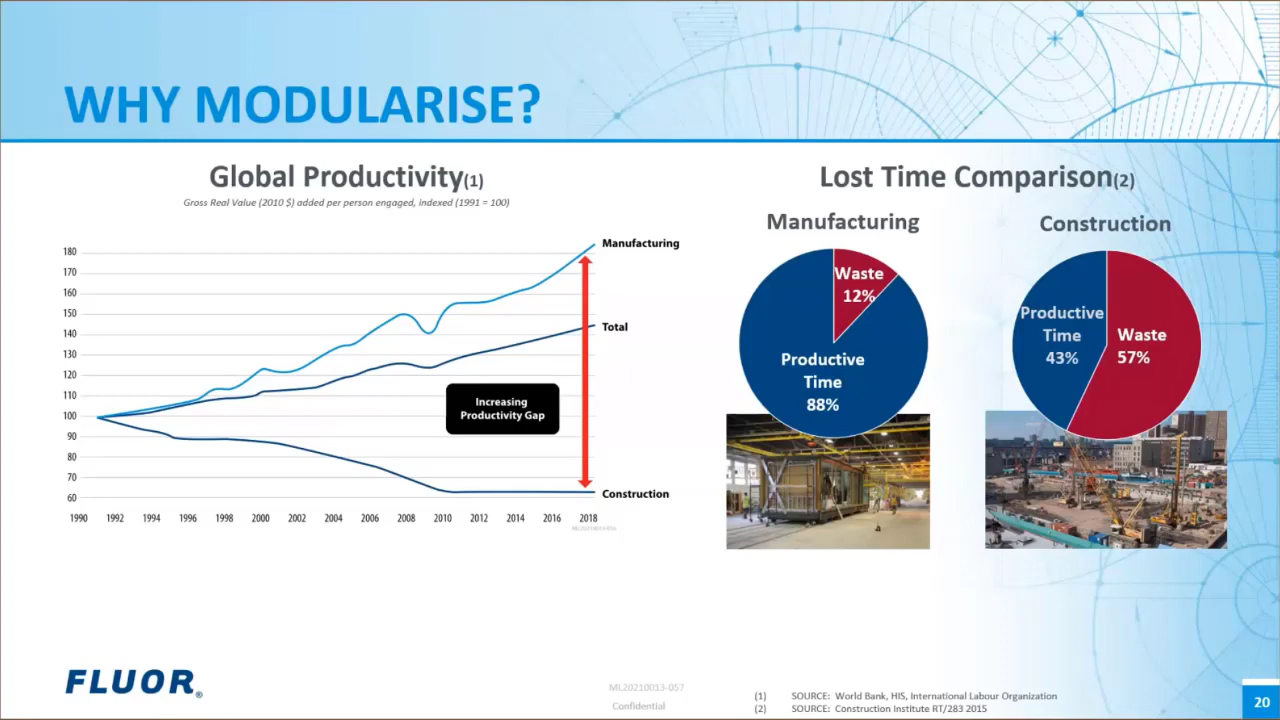 WHY MODULARISE?
Global Productivity(1)
Gross Real Value (2010 $) added per person engaged, indexed (1991 = 100)
180
170
160
150
140
130
120
110
100
90
80
70
60
1990 1992 1994 1996 1998 2000 2002 2004 2006 2008 2010 2012 2014 2016 2018
Manufacturing
Total
Construction
Increasing
Productivity Gap
ML20210013-056
Lost Time Comparison(2)
Manufacturing
Waste
12%
Productive
Time
88%
Construction
Productive
Time
43%
Waste
57%
FLUOR®
ML20210013-057
Confidential
(1) SOURCE: World Bank, HIS, International Labour Organization
(2) SOURCE: Construction Institute RT/283 2015
20